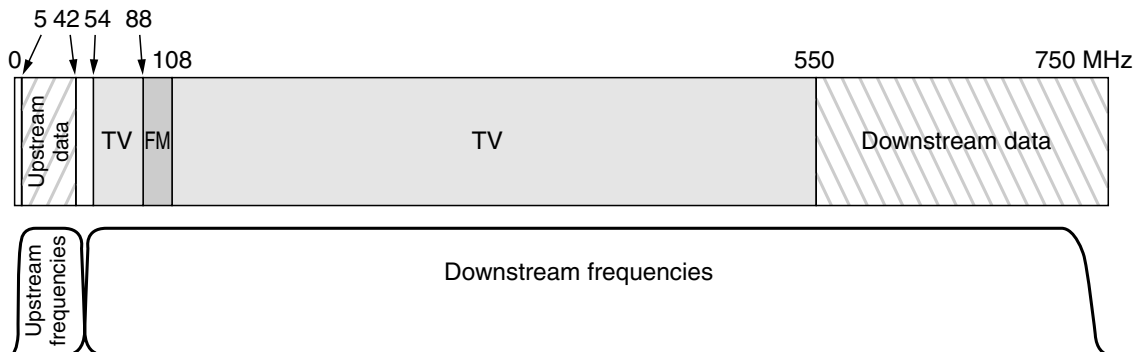 5 42 54 88
0 108 550 750 MHz
Upstream
data
TV FM TV Downstream data
Upstream
frequencies
Downstream frequencies